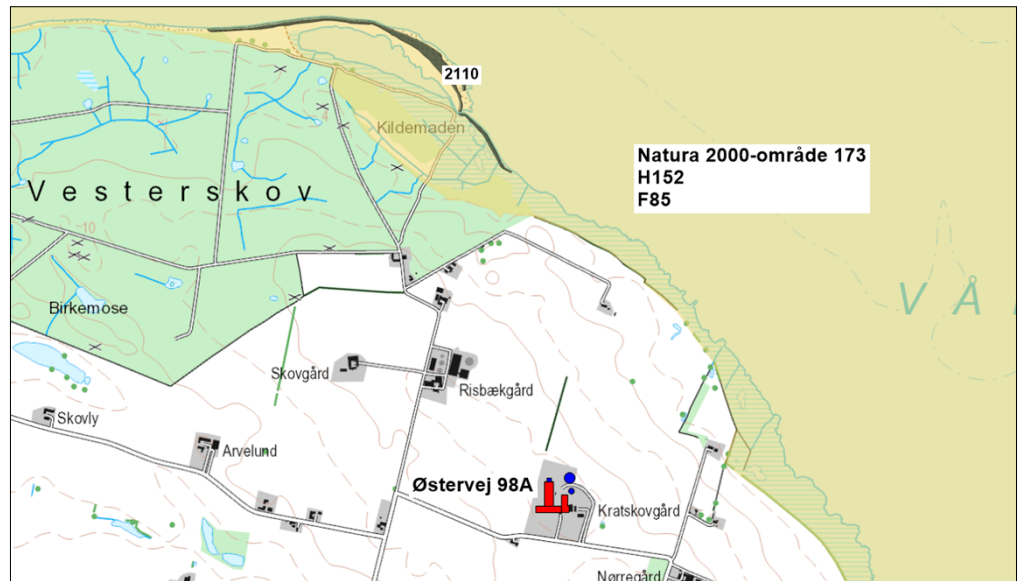 2110
Kildemaden
Natura 2000-område 173
H152
F85
Vesterskov
4
10
V Å
Birkemose
Skovgård
Risbækgård
Skovly
Arvelund
Østervej 98A
Kratskovgård
Nørregård